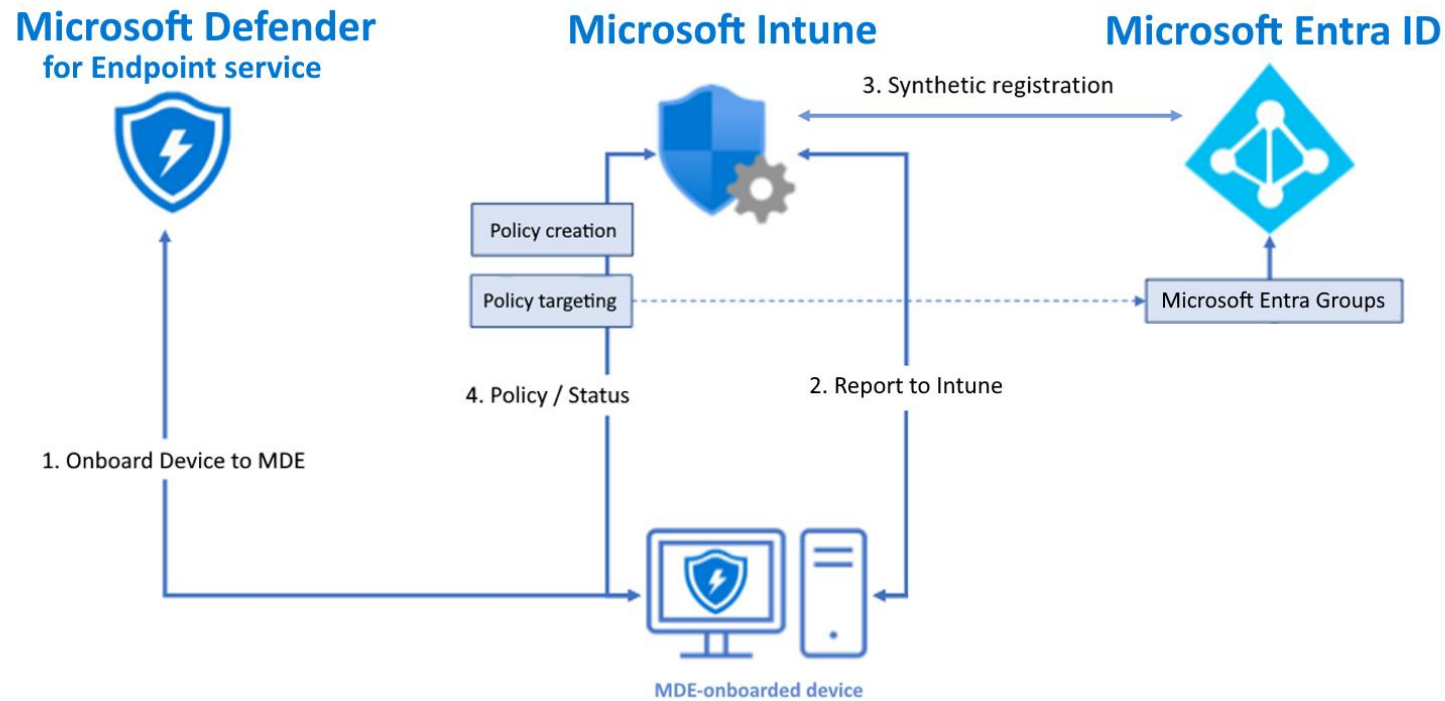 Microsoft Defender
for Endpoint service
Microsoft Intune
Microsoft Entra ID
3. Synthetic registration
Policy creation
Policy targeting
Microsoft Entra Groups
4. Policy / Status
2. Report to Intune
1. Onboard Device to MDE
MDE-onboarded device